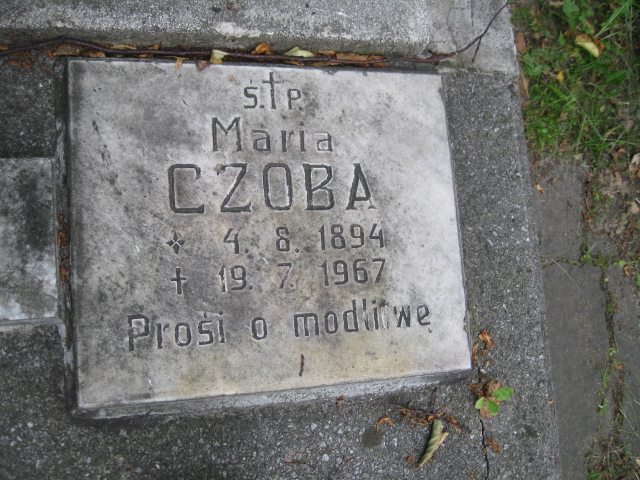 ś.†p.
Maria
CZOBA
* 4. 8. 1894
† 19. 7. 1967
Prosi o modlitwę